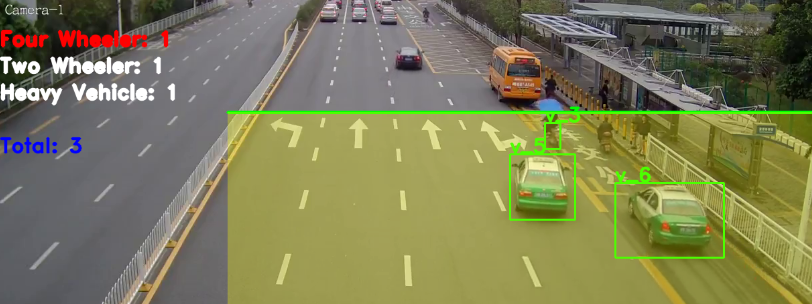 Camera-1
Four Wheeler: 1
Two Wheeler: 1
Heavy Vehicle: 1
Total: 3
v_3
v_5
v_6